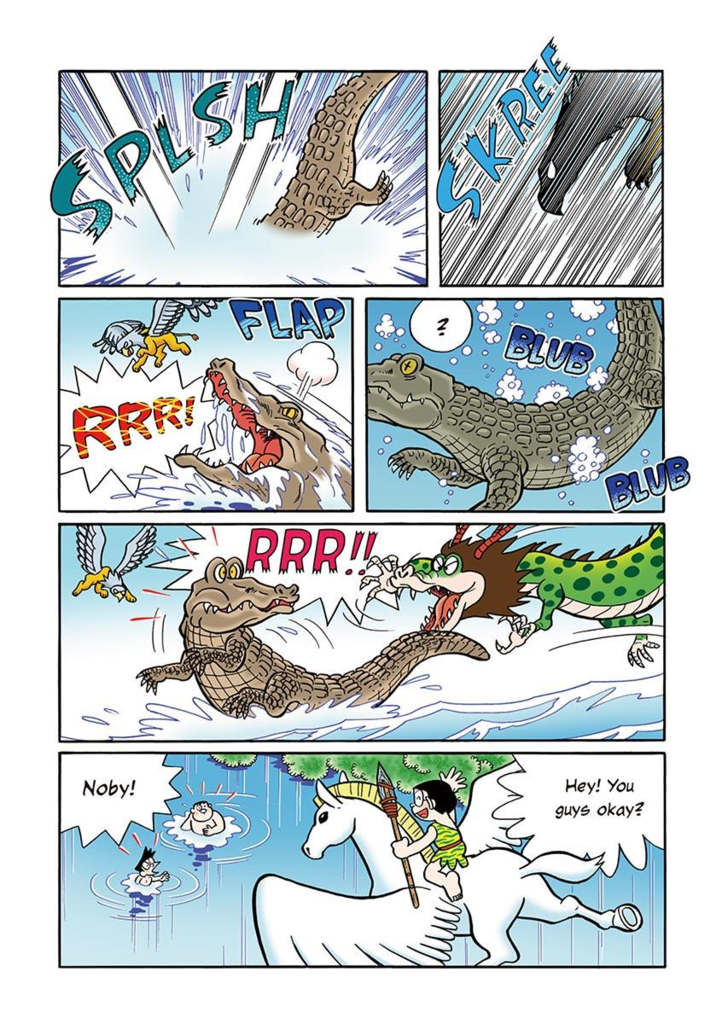 SPLSH
SKREE
FLAP
RRR!
?
BLUB
BLUB
RRR!!
Noby!
Hey! You
guys okay?